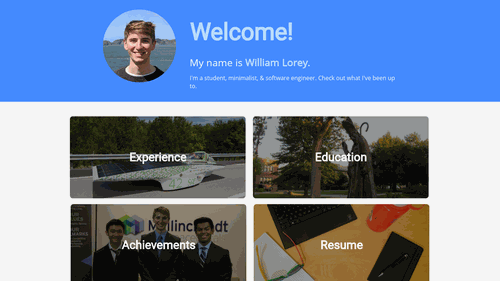 Welcome!
My name is William Lorey.
I'm a student, minimalist, & software engineer. Check out what I've been up
to.
Experience
Education
Achievements
Resume